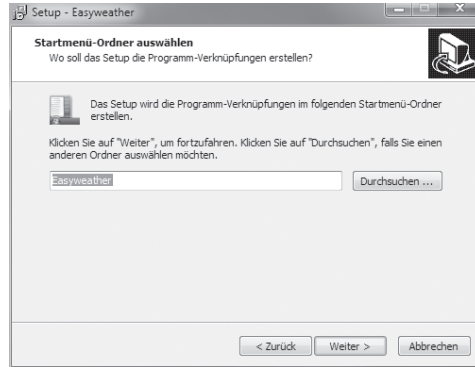 Setup - Easyweather
Startmenü-Ordner auswählen
Wo soll das Setup die Programm-Verknüpfungen erstellen?
Das Setup wird die Programm-Verknüpfungen im folgenden Startmenü-Ordner
erstellen.
Klicken Sie auf "Weiter", um fortzufahren. Klicken Sie auf "Durchsuchen", falls Sie einen
anderen Ordner auswählen möchten.
Easyweather
Durchsuchen ...
< Zurück
Weiter >
Abbrechen